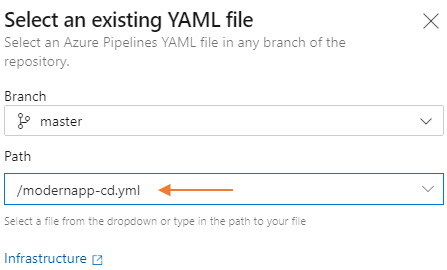 Select an existing YAML file
Select an Azure Pipelines YAML file in any branch of the
repository.
Branch
master
Path
/modernapp-cd.yml
Select a file from the dropdown or type in the path to your file
Infrastructure